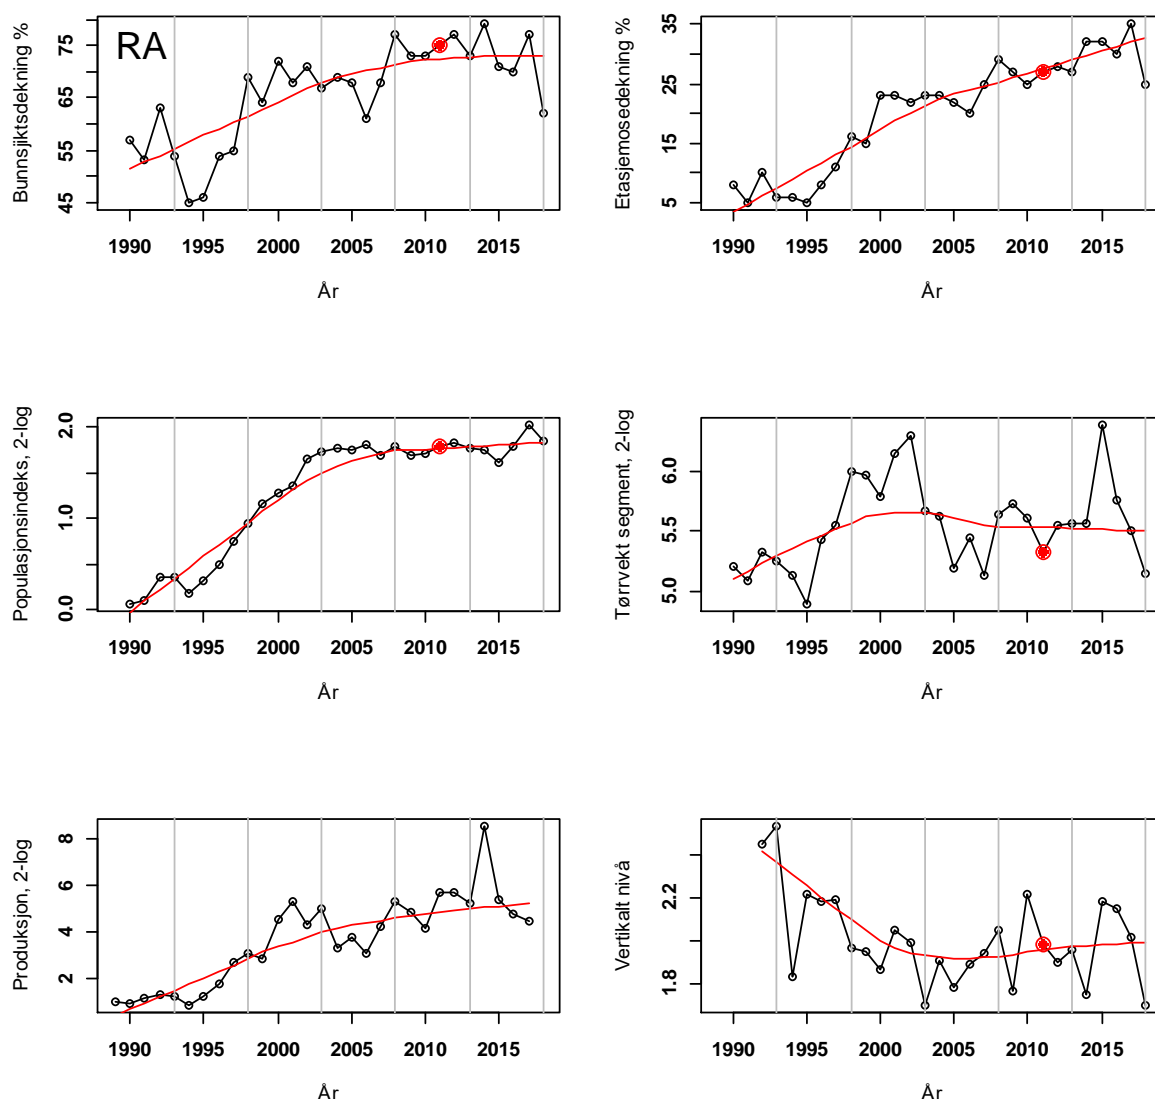 RA
Bunnsjiktsdekning %
75
65
55
45
1990 1995 2000 2005 2010 2015
År
Etasjemosedekning %
35
25
15
5
1990 1995 2000 2005 2010 2015
År
Populasjonsindeks, 2-log
2.0
1.0
0.0
1990 1995 2000 2005 2010 2015
År
Tørrvekt segment, 2-log
6.0
5.5
5.0
1990 1995 2000 2005 2010 2015
År
Produksjon, 2-log
8
6
4
2
1990 1995 2000 2005 2010 2015
År
Vertikalt nivå
2.2
1.8
1990 1995 2000 2005 2010 2015
År